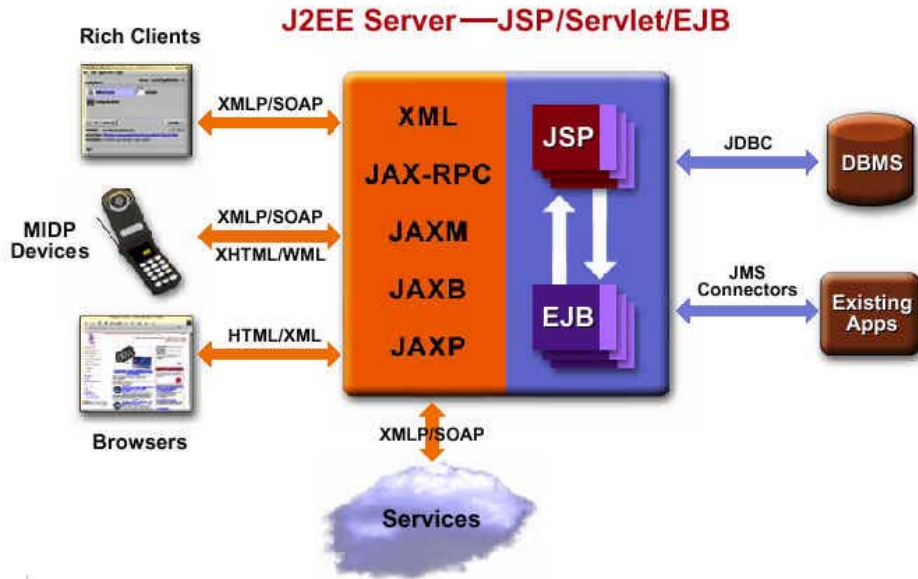 J2EE Server—JSP/Servlet/EJB
Rich Clients
XMLP/SOAP
MIDP
Devices
XMLP/SOAP
XHTML/WML
HTML/XML
Browsers
XML
JAX-RPC
JAXM
JAXB
JAXP
JSP
EJB
JDBC
DBMS
JMS
Connectors
Existing
Apps
XMLP/SOAP
Services